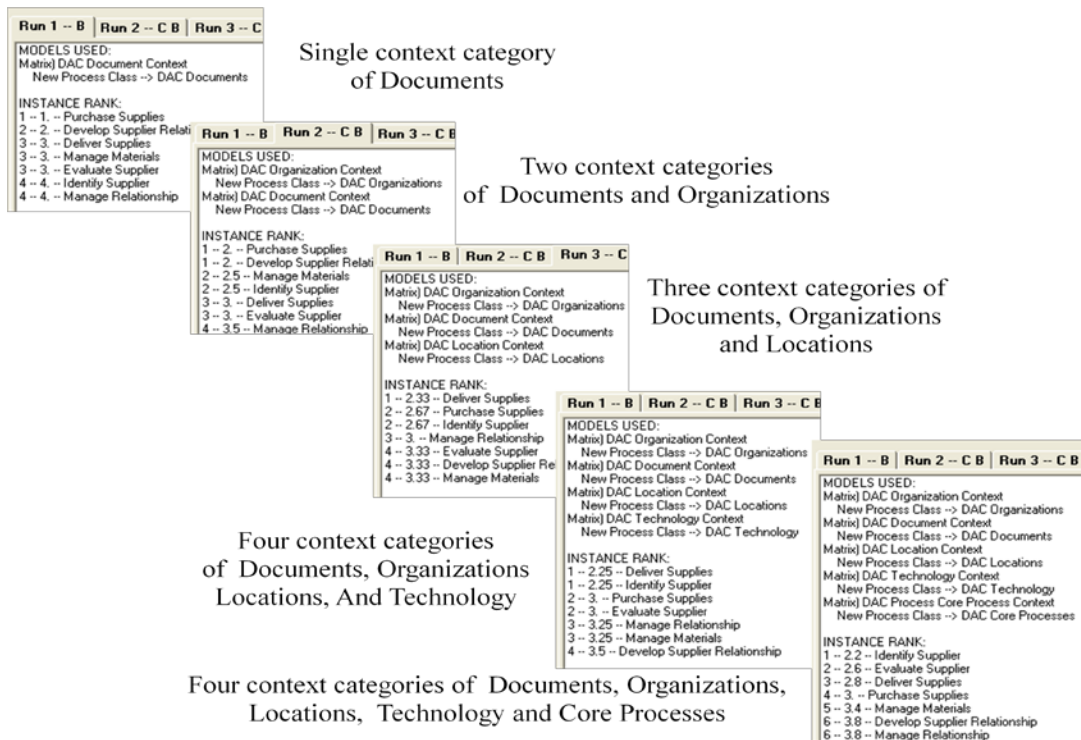 Run 1 -- B | Run 2 -- C B | Run 3 -- C
MODELS USED:
Matrix) DAC Document Context
New Process Class --> DAC Documents
INSTANCE RANK:
1 -- 1. -- Purchase Supplies
2 -- 2. -- Develop Supplier Relati
3 -- 3. -- Deliver Supplies
3 -- 3. -- Manage Materials
3 -- 3. -- Evaluate Supplier
4 -- 4. -- Identify Supplier
4 -- 4. -- Manage Relationship
Single context category
of Documents
Run 1 -- B | Run 2 -- C B | Run 3 -- C B
MODELS USED:
Matrix) DAC Organization Context
New Process Class --> DAC Organizations
Matrix) DAC Document Context
New Process Class --> DAC Documents
INSTANCE RANK:
1 -- 2. -- Purchase Supplies
1 -- 2. -- Develop Supplier Relati
2 -- 2.5 -- Manage Materials
2 -- 2.5 -- Identify Supplier
3 -- 3. -- Deliver Supplies
3 -- 3. -- Evaluate Supplier
4 -- 3.5 -- Manage Relationship
Two context categories
of Documents and Organizations
Run 1 -- B | Run 2 -- C B | Run 3 -- C
MODELS USED:
Matrix) DAC Organization Context
New Process Class --> DAC Organizations
Matrix) DAC Document Context
New Process Class --> DAC Documents
Matrix) DAC Location Context
New Process Class --> DAC Locations
INSTANCE RANK:
1 -- 2.33 -- Deliver Supplies
2 -- 2.67 -- Purchase Supplies
2 -- 2.67 -- Identify Supplier
3 -- 3. -- Manage Relationship
4 -- 3.33 -- Evaluate Supplier
4 -- 3.33 -- Develop Supplier Re
4 -- 3.33 -- Manage Materials
Three context categories of
Documents, Organizations
and Locations
Run 1 -- B | Run 2 -- C B | Run 3 -- C B
MODELS USED:
Matrix) DAC Organization Context
New Process Class --> DAC Organizations
Matrix) DAC Document Context
New Process Class --> DAC Documents
Matrix) DAC Location Context
New Process Class --> DAC Locations
Matrix) DAC Technology Context
New Process Class --> DAC Technology
INSTANCE RANK:
1 -- 2.25 -- Deliver Supplies
1 -- 2.25 -- Identify Supplier
2 -- 3. -- Purchase Supplies
2 -- 3. -- Evaluate Supplier
3 -- 3.25 -- Manage Relationship
3 -- 3.25 -- Manage Materials
4 -- 3.5 -- Develop Supplier Relationship
Four context categories
of Documents, Organizations
Locations, And Technology
Run 1 -- B | Run 2 -- C B | Run 3 -- C B
MODELS USED:
Matrix) DAC Organization Context
New Process Class --> DAC Organizations
Matrix) DAC Document Context
New Process Class --> DAC Documents
Matrix) DAC Location Context
New Process Class --> DAC Locations
Matrix) DAC Technology Context
New Process Class --> DAC Technology
Matrix) DAC Process Core Process Context
New Process Class --> DAC Core Processes
INSTANCE RANK:
1 -- 2.2 -- Identify Supplier
2 -- 2.6 -- Evaluate Supplier
3 -- 2.8 -- Deliver Supplies
4 -- 3. -- Purchase Supplies
5 -- 3.4 -- Manage Materials
6 -- 3.8 -- Develop Supplier Relationship
6 -- 3.8 -- Manage Relationship
Four context categories of Documents, Organizations,
Locations, Technology and Core Processes